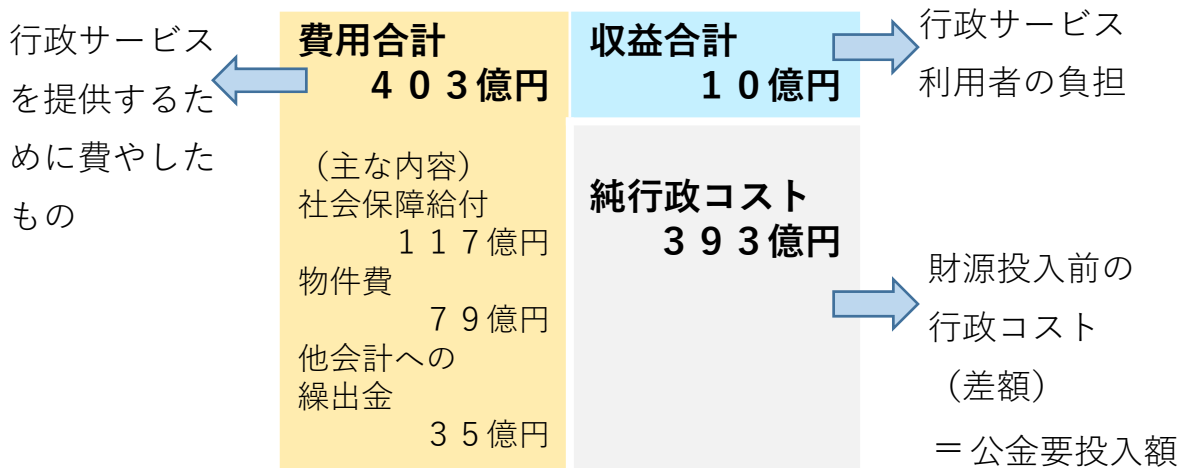 行政サービス
を提供するた
めに費やした
もの
費用合計
４０３億円
（主な内容）
社会保障給付
１１７億円
物件費
７９億円
他会計への
繰出金
３５億円
収益合計
１０億円
純行政コスト
３９３億円
行政サービス
利用者の負担
財源投入前の
行政コスト
（差額）
＝公金要投入額